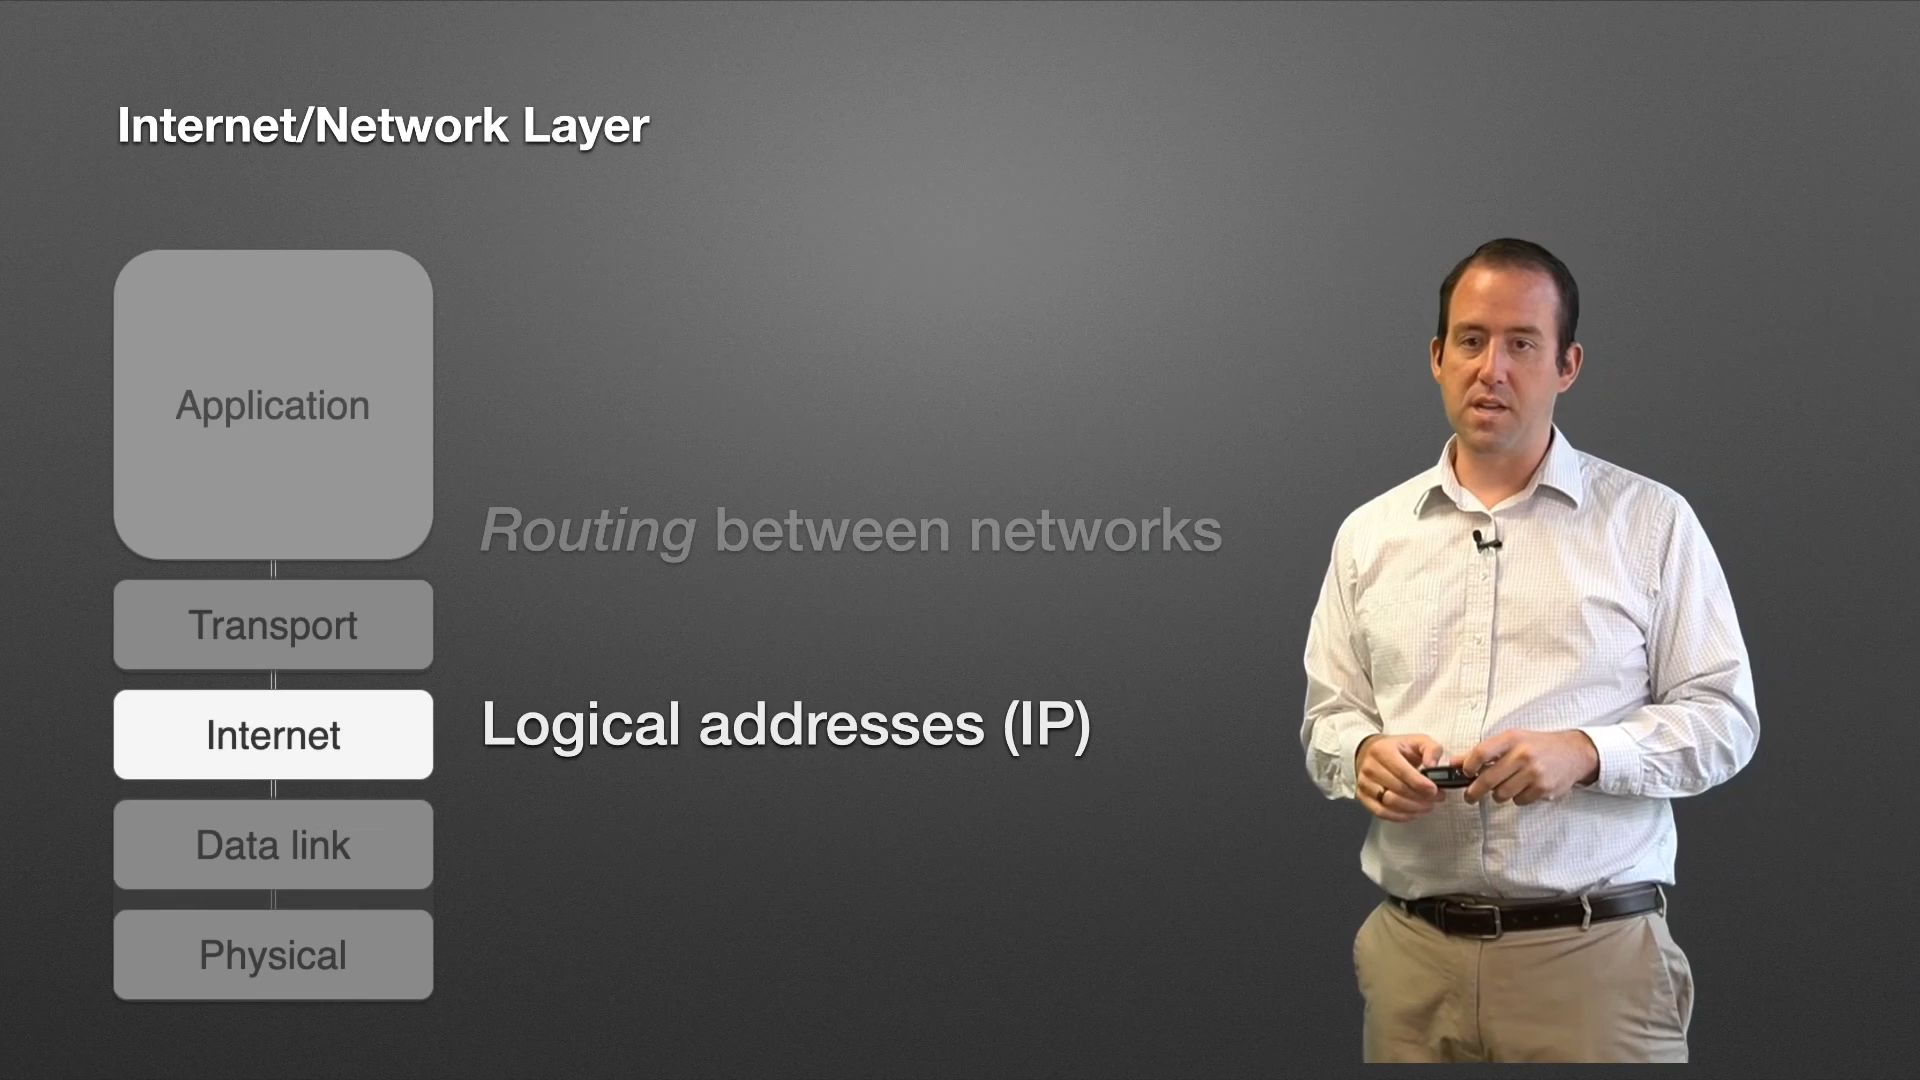 Internet/Network Layer
Application
Routing between networks
Transport
Internet
Logical addresses (IP)
Data link
Physical